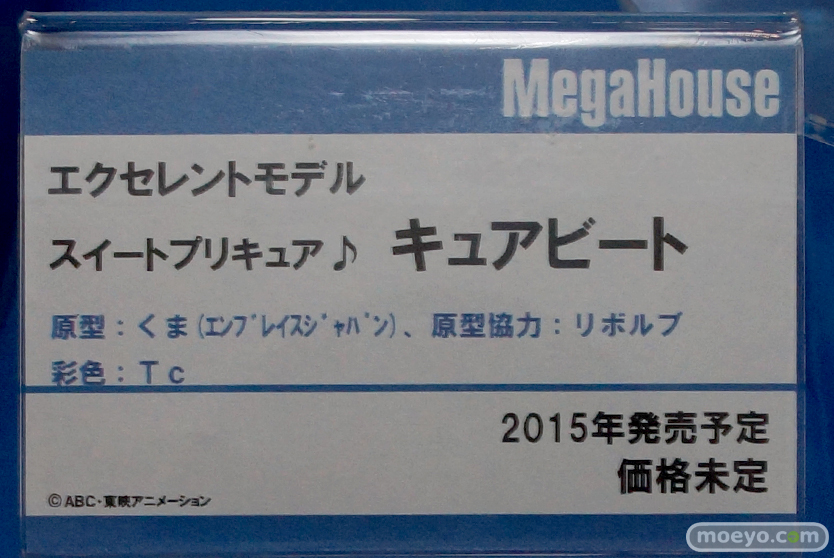 MegaHouse
エクセレントモデル
スイートプリキュア♪ キュアビート
原型：くま(ｴﾝﾌﾞﾚｲｽｼﾞｬﾊﾟﾝ)、原型協力：リボルブ
彩色：Ｔｃ
2015年発売予定
価格未定
©ABC・東映アニメーション
moeyo.com